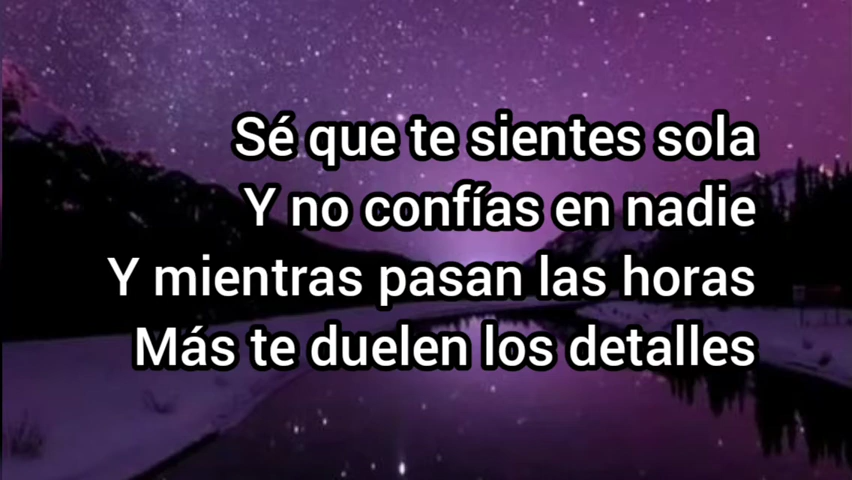 Sé que te sientes sola
Y no confías en nadie
Y mientras pasan las horas
Más te duelen los detalles